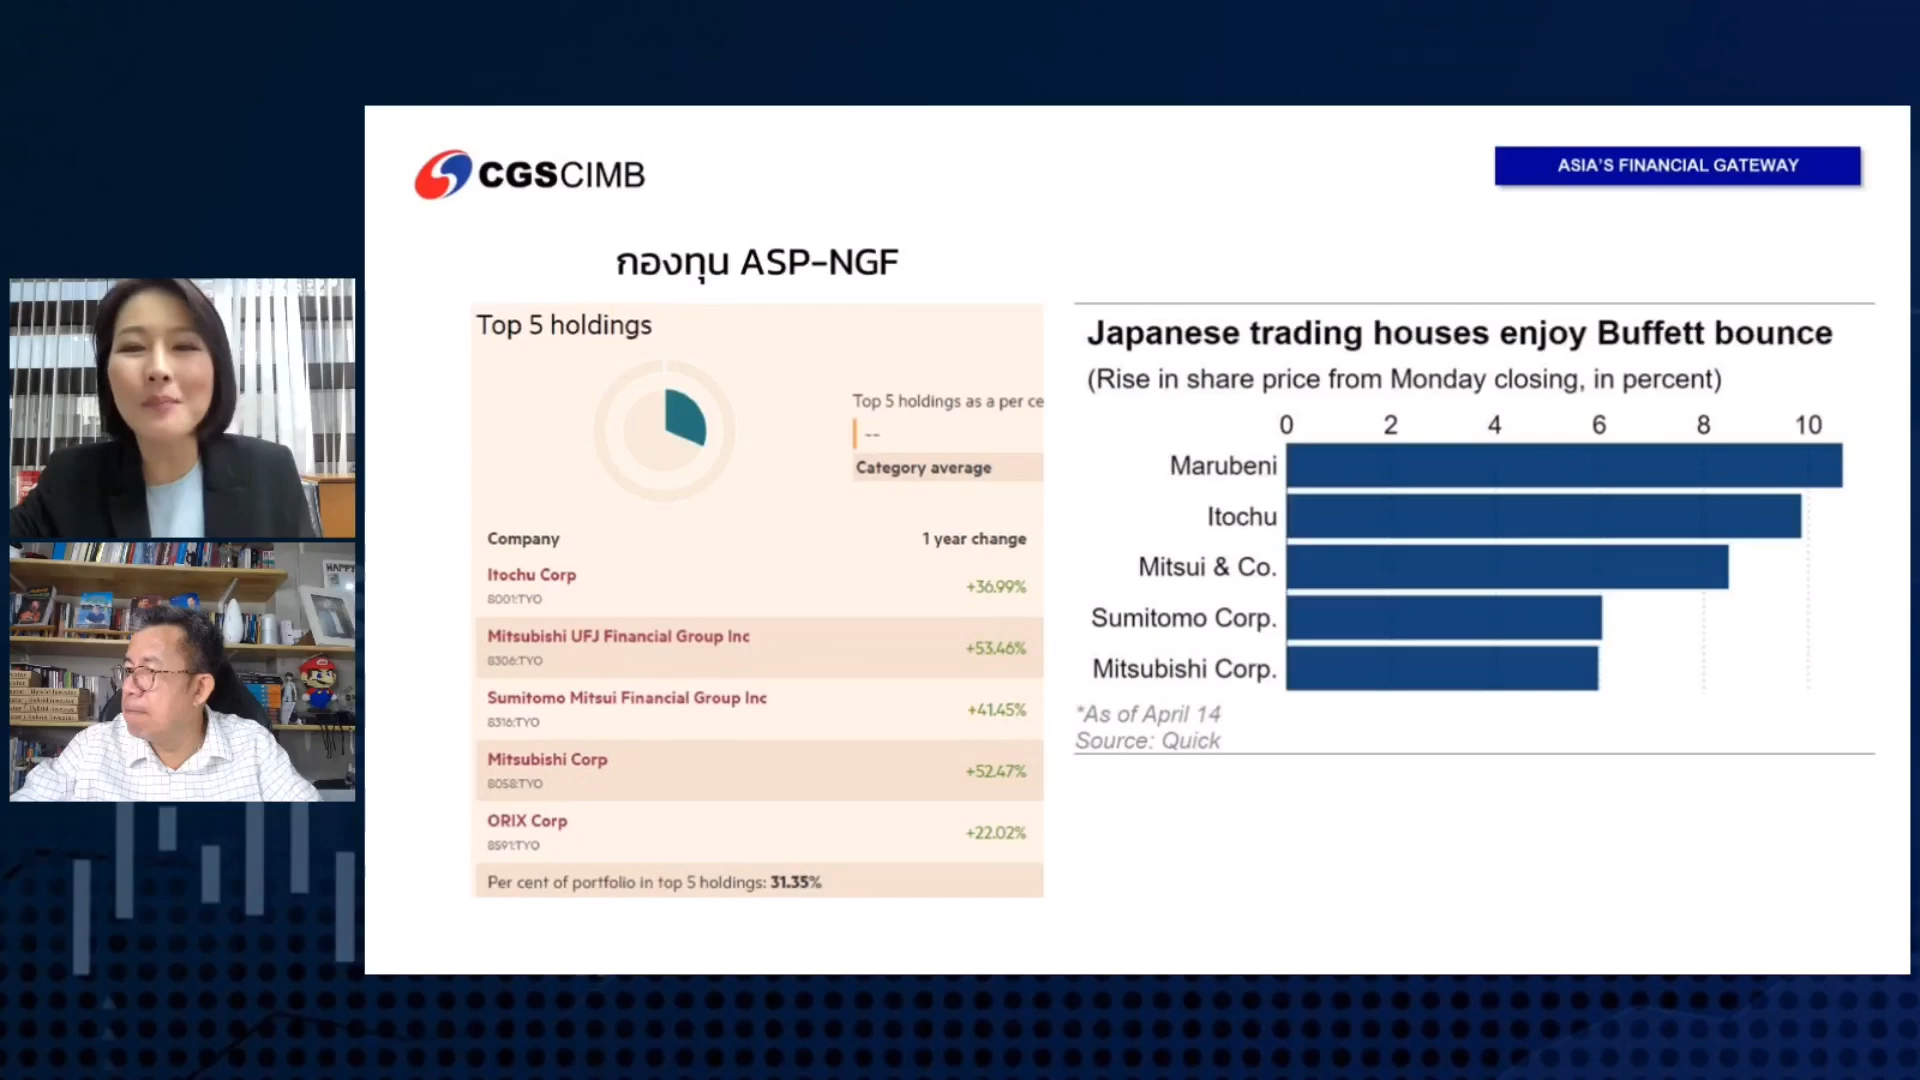 CGSCIMB
ASIA'S FINANCIAL GATEWAY
กองทุน ASP-NGF
Top 5 holdings
Top 5 holdings as a per ce
--
Category average
Company 1 year change
Itochu Corp
8001:TYO
+36.99%
Mitsubishi UFJ Financial Group Inc
8306:TYO
+53.46%
Sumitomo Mitsui Financial Group Inc
8316:TYO
+41.45%
Mitsubishi Corp
8058:TYO
+52.47%
ORIX Corp
8591:TYO
+22.02%
Per cent of portfolio in top 5 holdings: 31.35%
Japanese trading houses enjoy Buffett bounce
(Rise in share price from Monday closing, in percent)
0 2 4 6 8 10
Marubeni
Itochu
Mitsui & Co.
Sumitomo Corp.
Mitsubishi Corp.
*As of April 14
Source: Quick
HAPPY